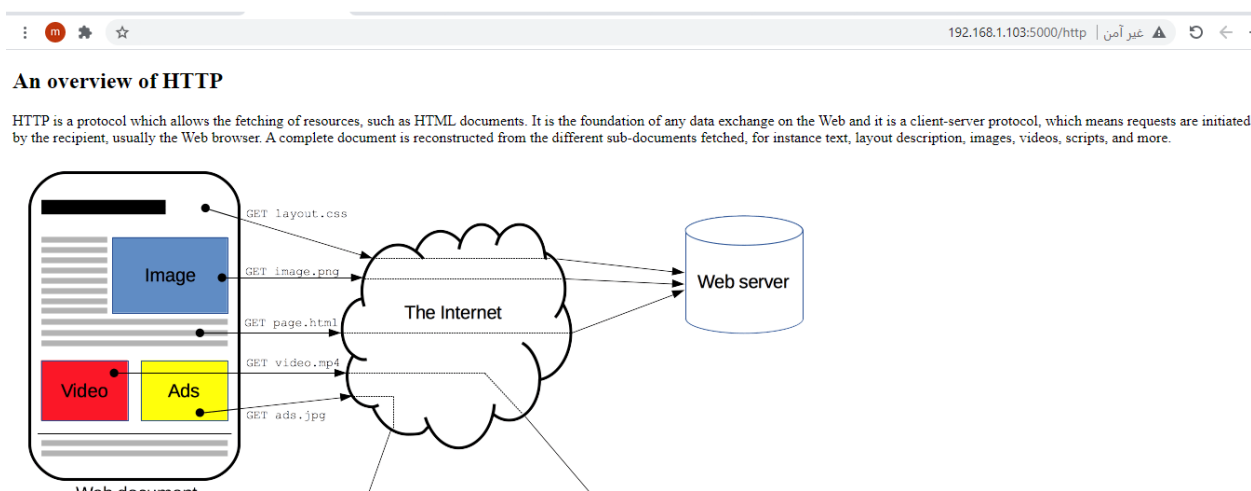 m
192.168.1.103:5000/http | غير آمن
An overview of HTTP
HTTP is a protocol which allows the fetching of resources, such as HTML documents. It is the foundation of any data exchange on the Web and it is a client-server protocol, which means requests are initiated
by the recipient, usually the Web browser. A complete document is reconstructed from the different sub-documents fetched, for instance text, layout description, images, videos, scripts, and more.
GET layout.css
Image
GET image.png
Web server
The Internet
GET page.html
GET video.mp4
Video
Ads
GET ads.jpg
Web document